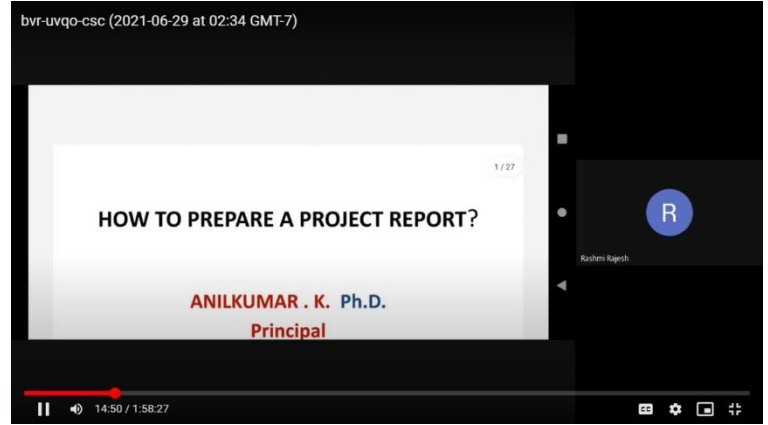 bvr-uvqo-csc (2021-06-29 at 02:34 GMT-7)
1 / 27
HOW TO PREPARE A PROJECT REPORT?
R
Rashmi Rajesh
ANILKUMAR . K. Ph.D.
Principal
14:50 / 1:58:27
CC